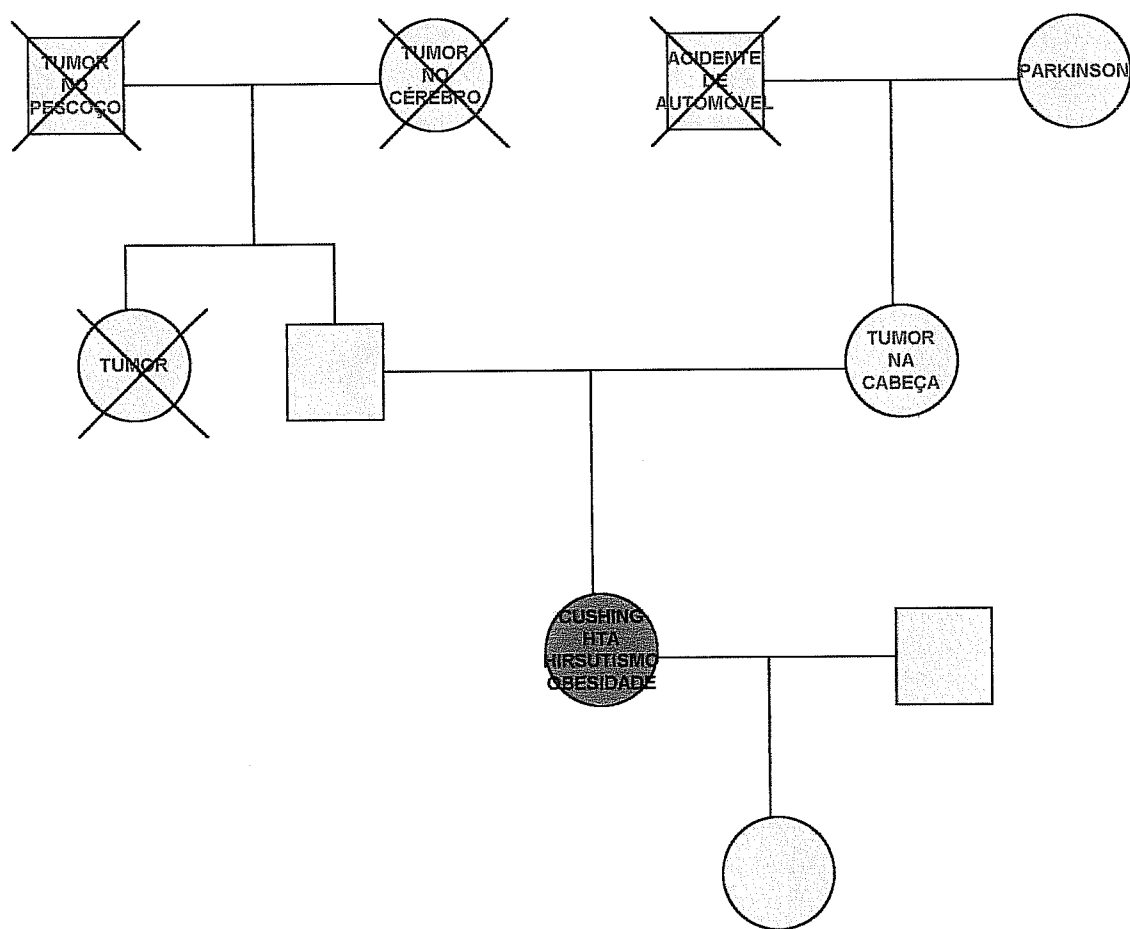 TUMOR
NO
PESCOÇO
TUMOR
NO
CÉREBRO
ACIDENTE
DE
AUTOMÓVEL
PARKINSON
TUMOR
TUMOR
NA
CABEÇA
CUSHING
HTA
HIRSUTISMO
OBESIDADE